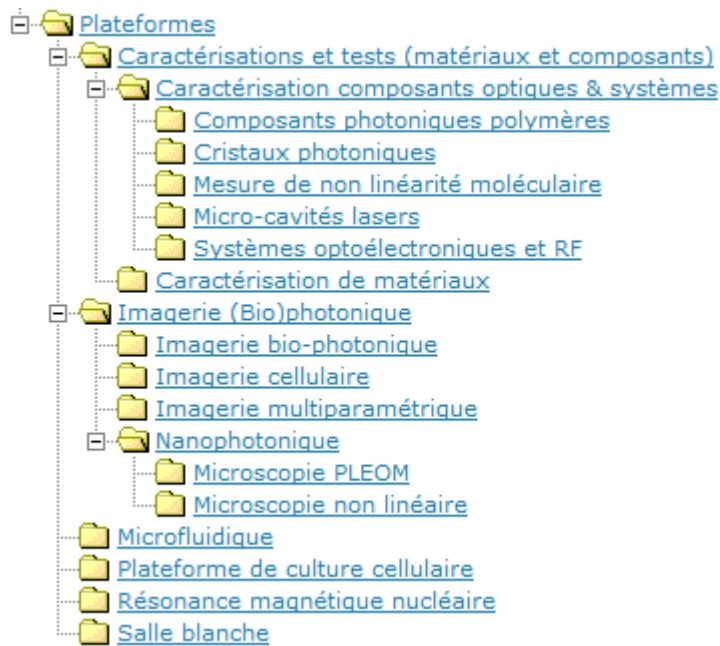 Plateformes
Caractérisations et tests (matériaux et composants)
Caractérisation composants optiques & systèmes
Composants photoniques polymères
Cristaux photoniques
Mesure de non linéarité moléculaire
Micro-cavités lasers
Systèmes optoélectroniques et RF
Caractérisation de matériaux
Imagerie (Bio)photonique
Imagerie bio-photonique
Imagerie cellulaire
Imagerie multiparamétrique
Nanophotonique
Microscopie PLEOM
Microscopie non linéaire
Microfluidique
Plateforme de culture cellulaire
Résonance magnétique nucléaire
Salle blanche